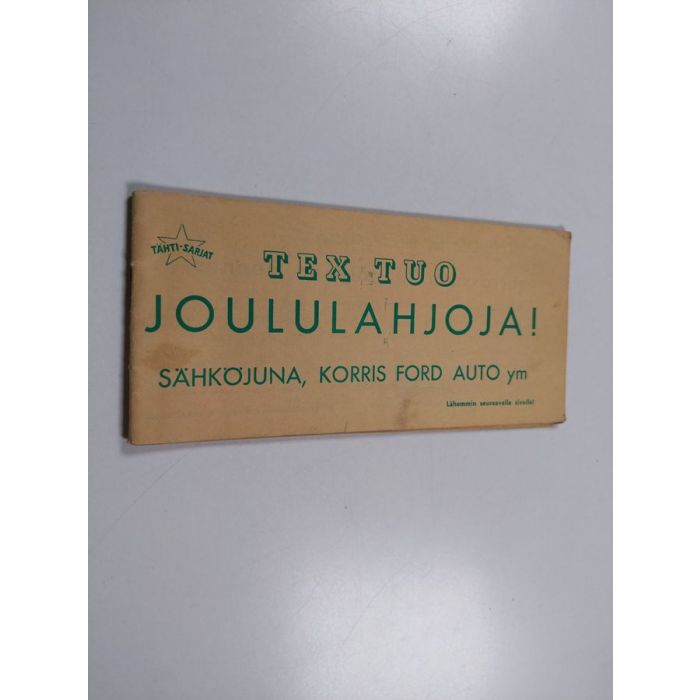 TÄHTI-SARJAT
TEX TUO
JOULULAHJOJA!
SÄHKÖJUNA, KORRIS FORD AUTO ym
Lähemmin seuraavalla sivulla!